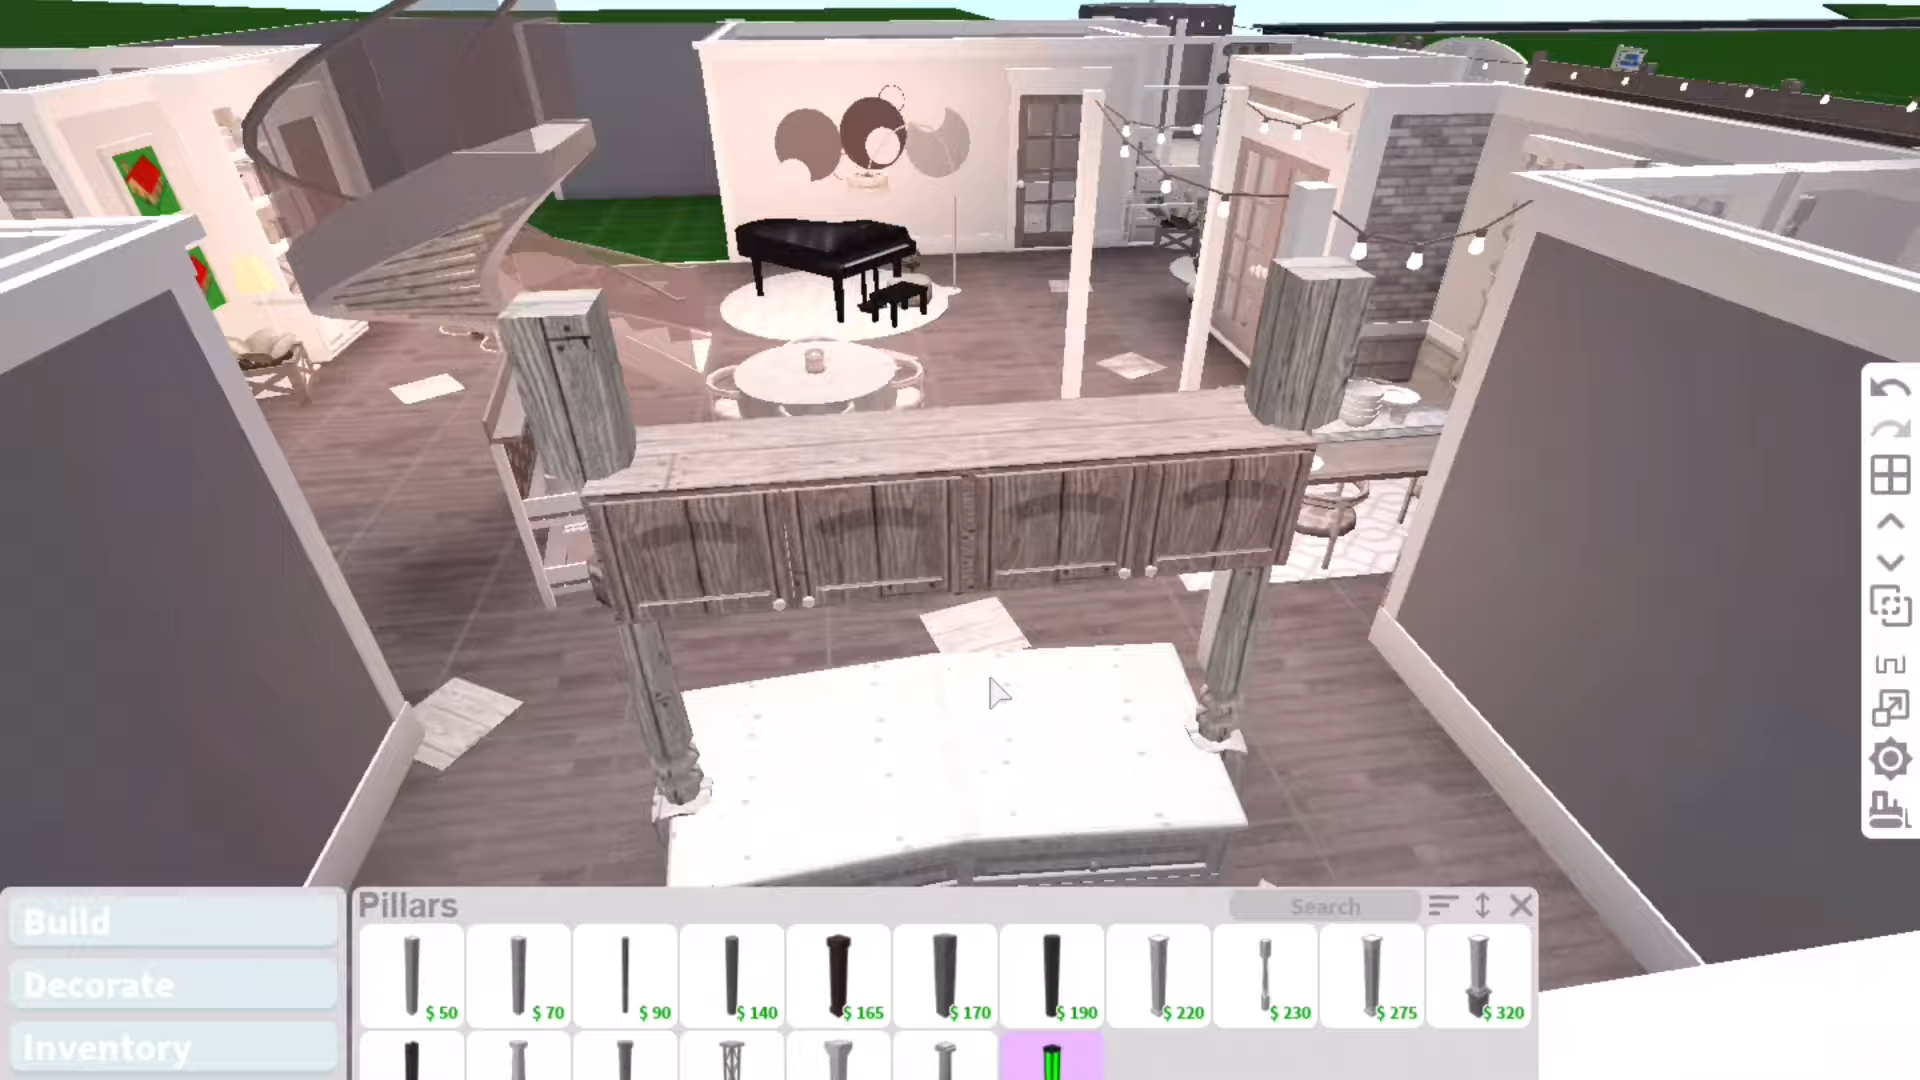 Pillars
Search
Build
Decorate
Inventory
$ 50
$ 70
$ 90
$ 140
$ 165
$ 170
$ 190
$ 220
$ 230
$ 275
$ 320